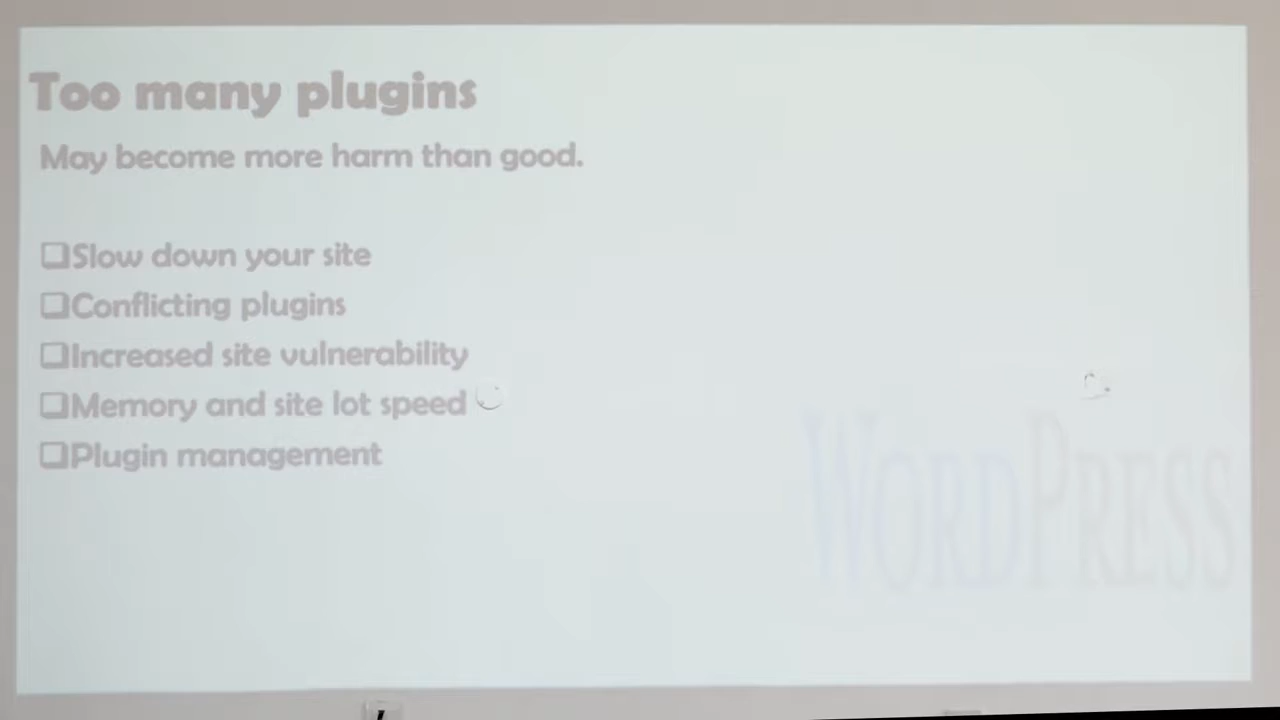 Too many plugins
May become more harm than good.
❑Slow down your site
❑Conflicting plugins
❑Increased site vulnerability
❑Memory and site lot speed
❑Plugin management
WORDPRESS